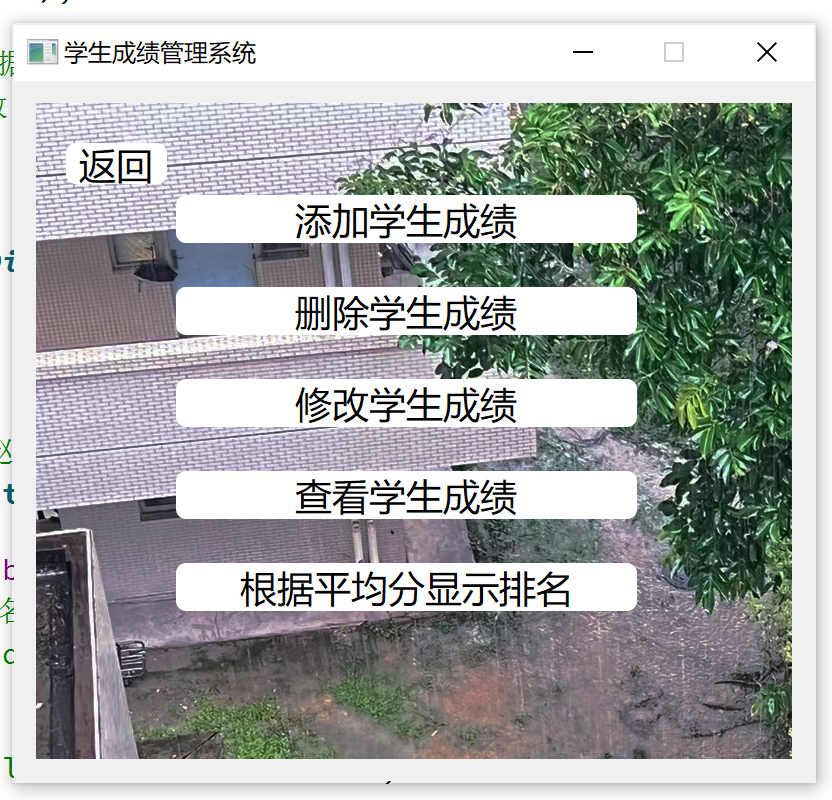 学生成绩管理系统
返回
添加学生成绩
删除学生成绩
修改学生成绩
查看学生成绩
根据平均分显示排名